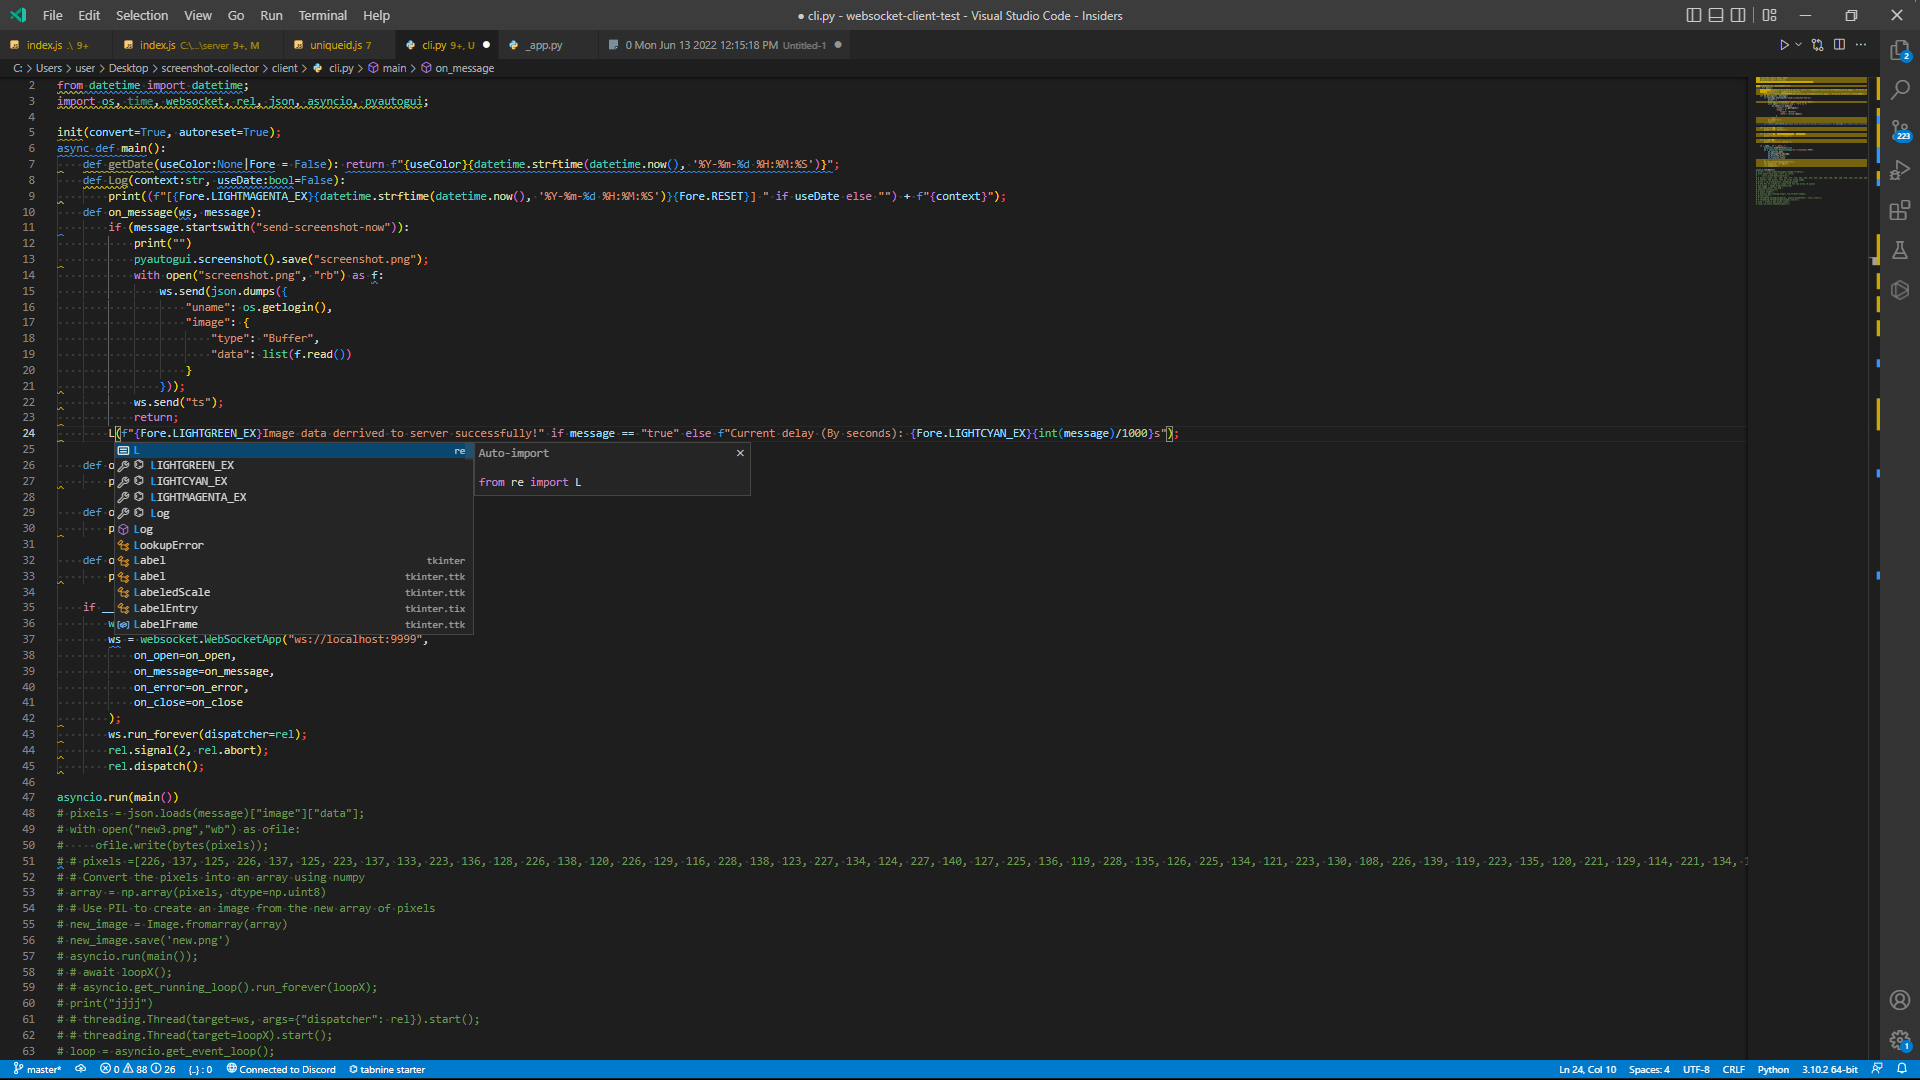 File Edit Selection View Go Run Terminal Help
● cli.py - websocket-client-test - Visual Studio Code - Insiders
index.js .\ 9+
index.js C:\...\server 9+, M
uniqueid.js 7
cli.py 9+, U ●
_app.py
0 Mon Jun 13 2022 12:15:18 PM Untitled-1 ●
C: > Users > user > Desktop > screenshot-collector > client > cli.py > main > on_message
2 from datetime import datetime;
3 import os, time, websocket, rel, json, asyncio, pyautogui;
4
5 init(convert=True, autoreset=True);
6 async def main():
7 def getDate(useColor:None|Fore = False): return f"{useColor}{datetime.strftime(datetime.now(), '%Y-%m-%d %H:%M:%S')}";
8 def Log(context:str, useDate:bool=False):
9 print((f"[{Fore.LIGHTMAGENTA_EX}{datetime.strftime(datetime.now(), '%Y-%m-%d %H:%M:%S')}{Fore.RESET}] " if useDate else "") + f"{context}");
10 def on_message(ws, message):
11 if (message.startswith("send-screenshot-now")):
12 print("")
13 pyautogui.screenshot().save("screenshot.png");
14 with open("screenshot.png", "rb") as f:
15 ws.send(json.dumps({
16 "uname": os.getlogin(),
17 "image": {
18 "type": "Buffer",
19 "data": list(f.read())
20 }
21 }));
22 ws.send("ts");
23 return;
24 L(f"{Fore.LIGHTGREEN_EX}Image data derrived to server successfully!" if message == "true" else f"Current delay (By seconds): {Fore.LIGHTCYAN_EX}{int(message)/1000}s");
25 L re
26 def o LIGHTGREEN_EX
27 p LIGHTCYAN_EX
28 LIGHTMAGENTA_EX
29 def o Log
30 p Log
31 LookupError
32 def o Label tkinter
33 p Label tkinter.ttk
34 LabeledScale tkinter.ttk
35 if __ LabelEntry tkinter.tix
36 w LabelFrame tkinter.ttk
Auto-import
from re import L
37 ws = websocket.WebSocketApp("ws://localhost:9999",
38 on_open=on_open,
39 on_message=on_message,
40 on_error=on_error,
41 on_close=on_close
42 );
43 ws.run_forever(dispatcher=rel);
44 rel.signal(2, rel.abort);
45 rel.dispatch();
46
47 asyncio.run(main())
48 # pixels = json.loads(message)["image"]["data"];
49 # with open("new3.png","wb") as ofile:
50 # ofile.write(bytes(pixels));
51 # # pixels =[226, 137, 125, 226, 137, 125, 223, 137, 133, 223, 136, 128, 226, 138, 120, 226, 129, 116, 228, 138, 123, 227, 134, 124, 227, 140, 127, 225, 136, 119, 228, 135, 126, 225, 134, 121, 223, 130, 108, 226, 139, 119, 223, 135, 120, 221, 129, 114, 221, 134,
52 # # Convert the pixels into an array using numpy
53 # array = np.array(pixels, dtype=np.uint8)
54 # # Use PIL to create an image from the new array of pixels
55 # new_image = Image.fromarray(array)
56 # new_image.save('new.png')
57 # asyncio.run(main());
58 # # await loopX();
59 # # asyncio.get_running_loop().run_forever(loopX);
60 # print("jjjj")
61 # # threading.Thread(target=ws, args={"dispatcher": rel}).start();
62 # # threading.Thread(target=loopX).start();
63 # loop = asyncio.get_event_loop();
2
223
1
master* 0 88 26 {..} : 0 Connected to Discord tabnine starter
Ln 24, Col 10 Spaces: 4 UTF-8 CRLF Python 3.10.2 64-bit